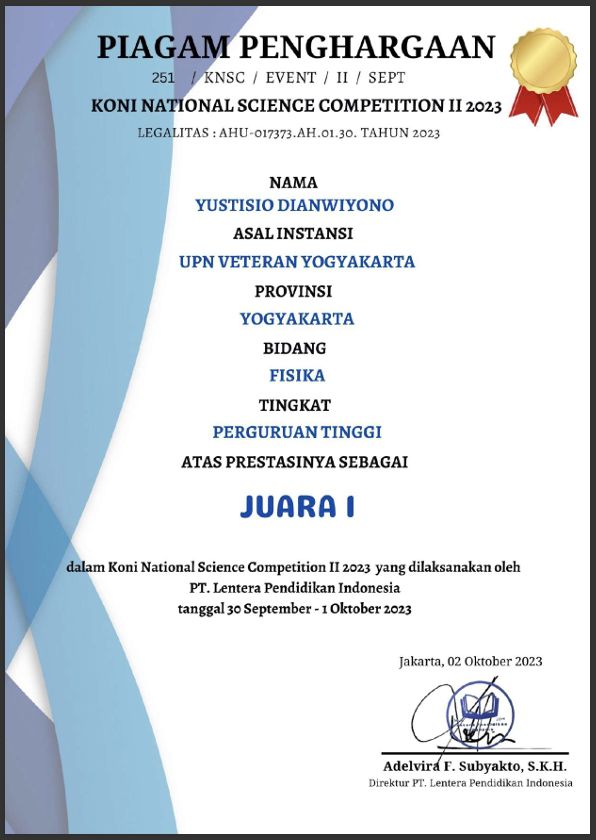 PIAGAM PENGHARGAAN
251 / KNSC / EVENT / II / SEPT
KONI NATIONAL SCIENCE COMPETITION II 2023
LEGALITAS : AHU-017373.AH.01.30. TAHUN 2023
NAMA
YUSTISIO DIANWIYONO
ASAL INSTANSI
UPN VETERAN YOGYAKARTA
PROVINSI
YOGYAKARTA
BIDANG
FISIKA
TINGKAT
PERGURUAN TINGGI
ATAS PRESTASINYA SEBAGAI
JUARA I
dalam Koni National Science Competition II 2023 yang dilaksanakan oleh
PT. Lentera Pendidikan Indonesia
tanggal 30 September - 1 Oktober 2023
Jakarta, 02 Oktober 2023
Adelvira F. Subyakto, S.K.H.
Direktur PT. Lentera Pendidikan Indonesia